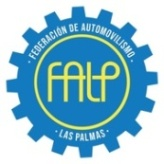 FEDERACIÓN DE AUTOMOVILISMO
FALP
- LAS PALMAS -